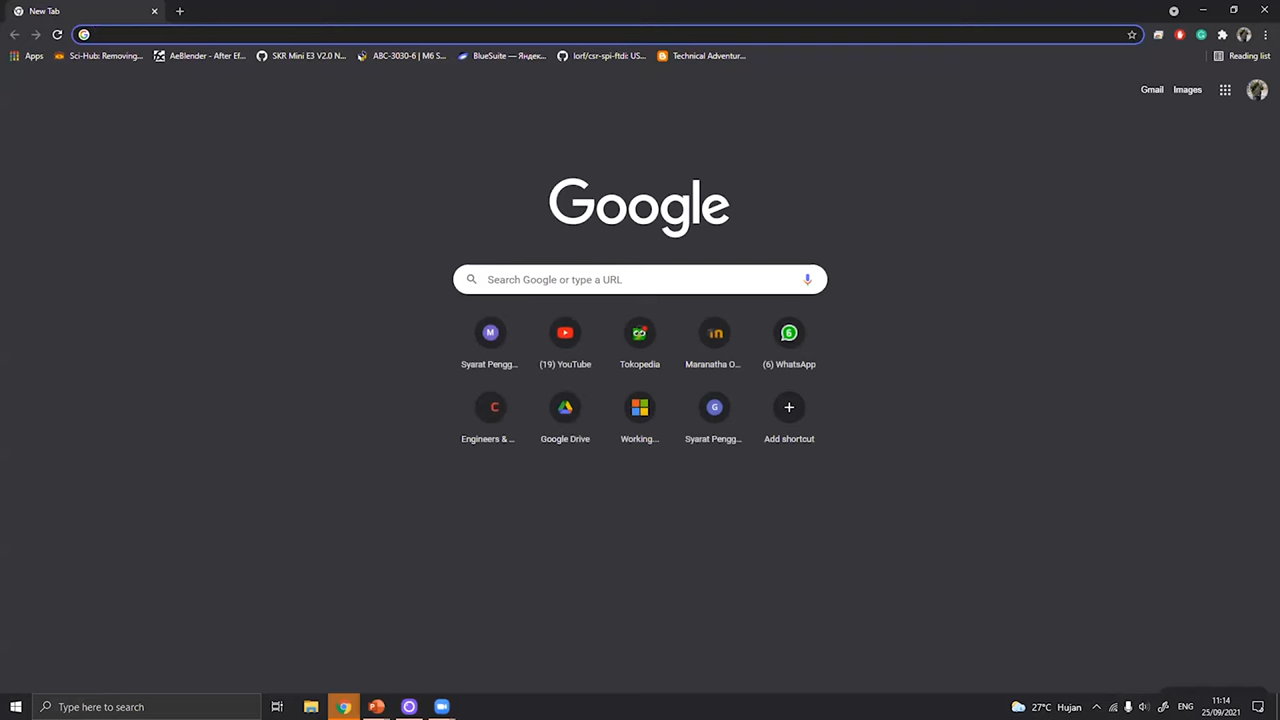 New Tab
Apps
Sci-Hub: Removing...
AeBlender - After Ef...
SKR Mini E3 V2.0 N...
ABC-3030-6 | M6 S...
BlueSuite — Яндек...
lorf/csr-spi-ftdi: US...
Technical Adventur...
Reading list
Gmail
Images
Google
Search Google or type a URL
M
6
Syarat Pengg...
(19) YouTube
Tokopedia
Maranatha O...
(6) WhatsApp
C
G
Engineers & ...
Google Drive
Working...
Syarat Pengg...
Add shortcut
Type here to search
27°C Hujan
ENG
11:14
25/09/2021